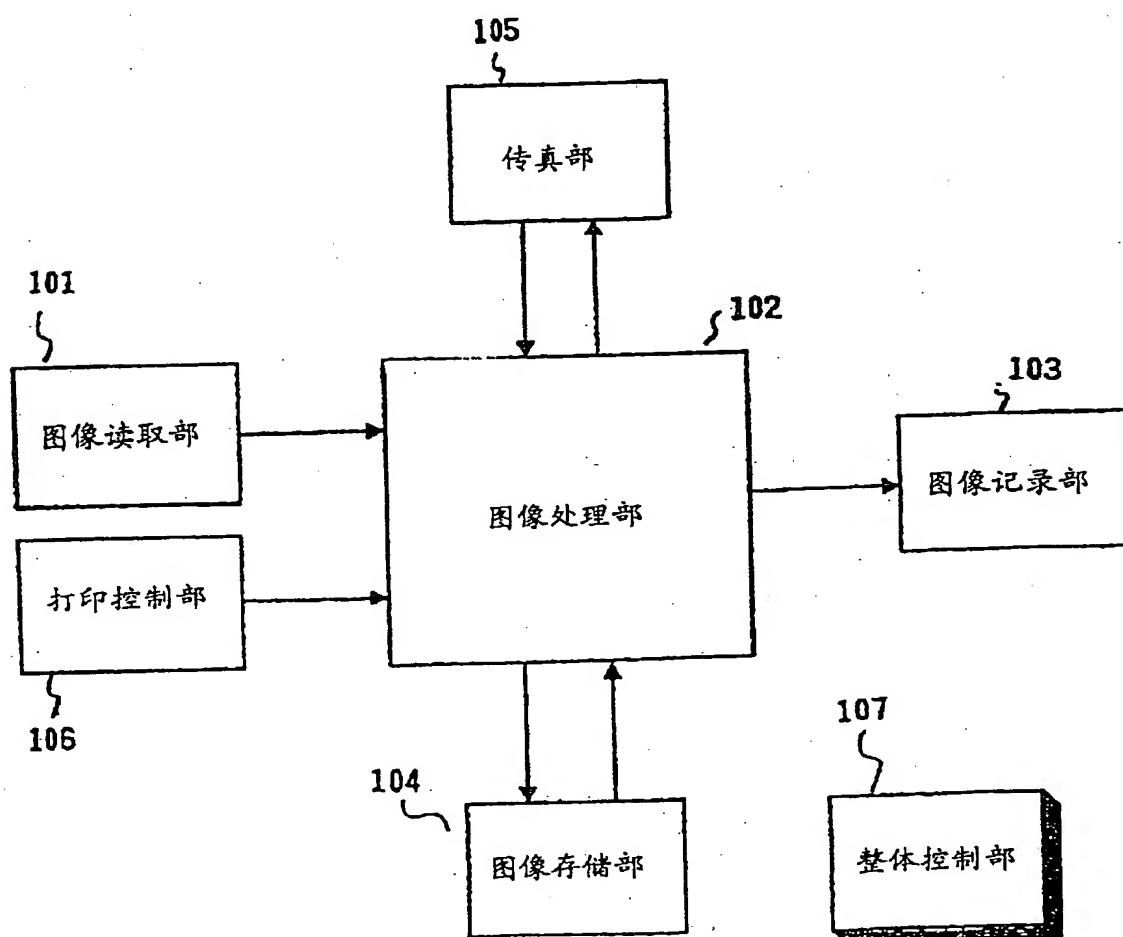 105
传真部
101
102
图像读取部
103
图像处理部
图像记录部
打印控制部
106
107
104
图像存储部
整体控制部